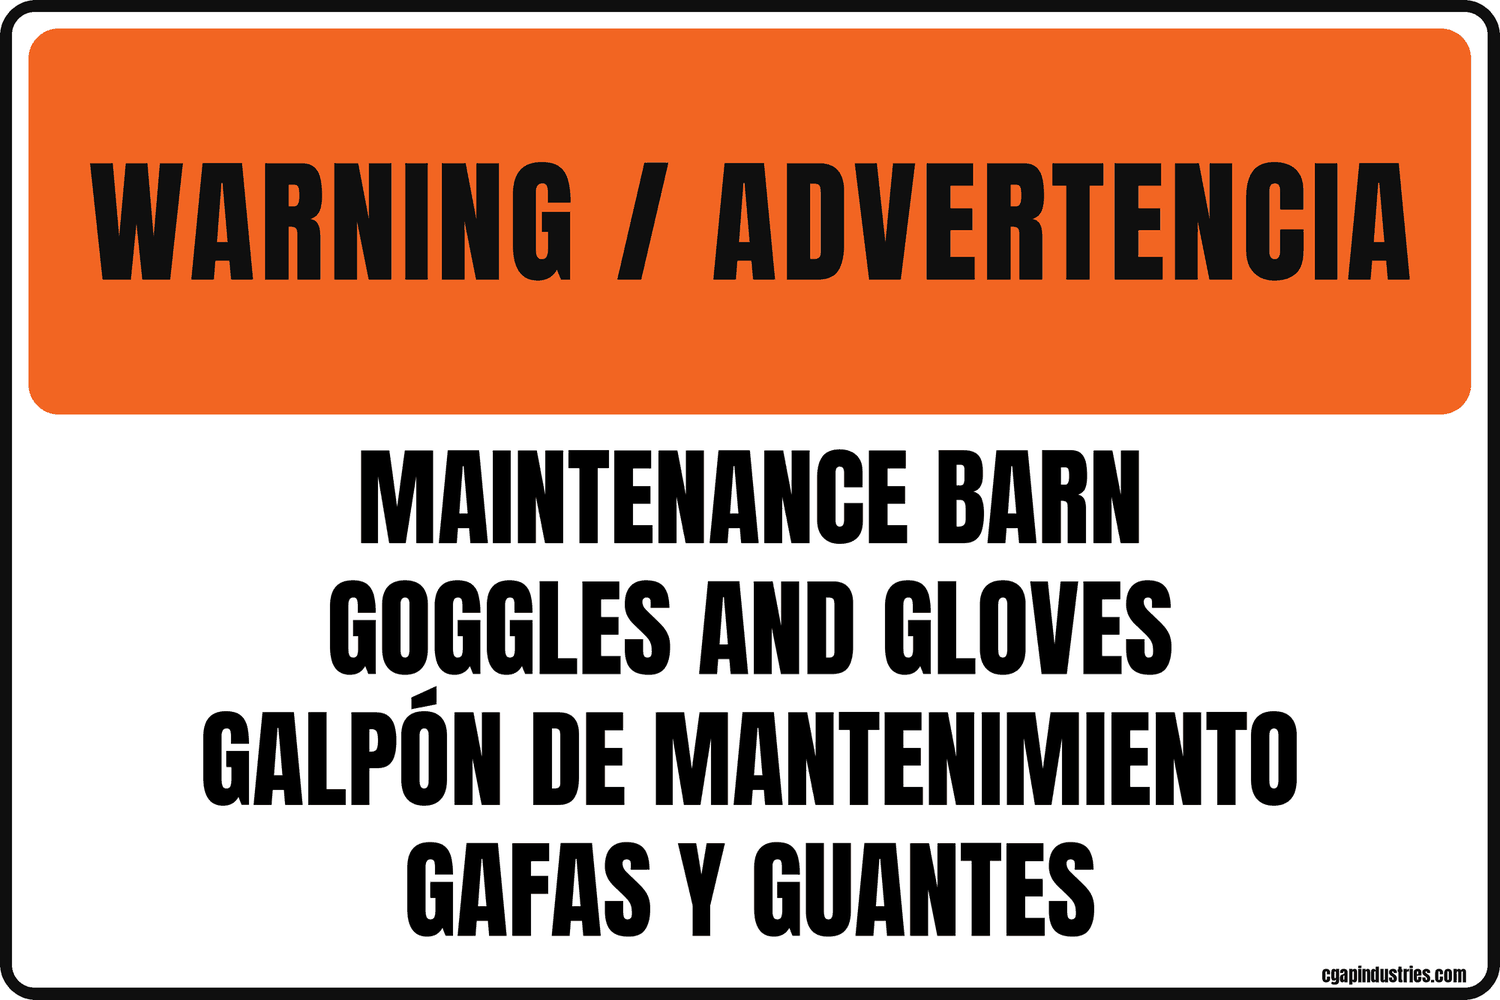 WARNING / ADVERTENCIA
MAINTENANCE BARN
GOGGLES AND GLOVES
GALPÓN DE MANTENIMIENTO
GAFAS Y GUANTES
cgapindustries.com